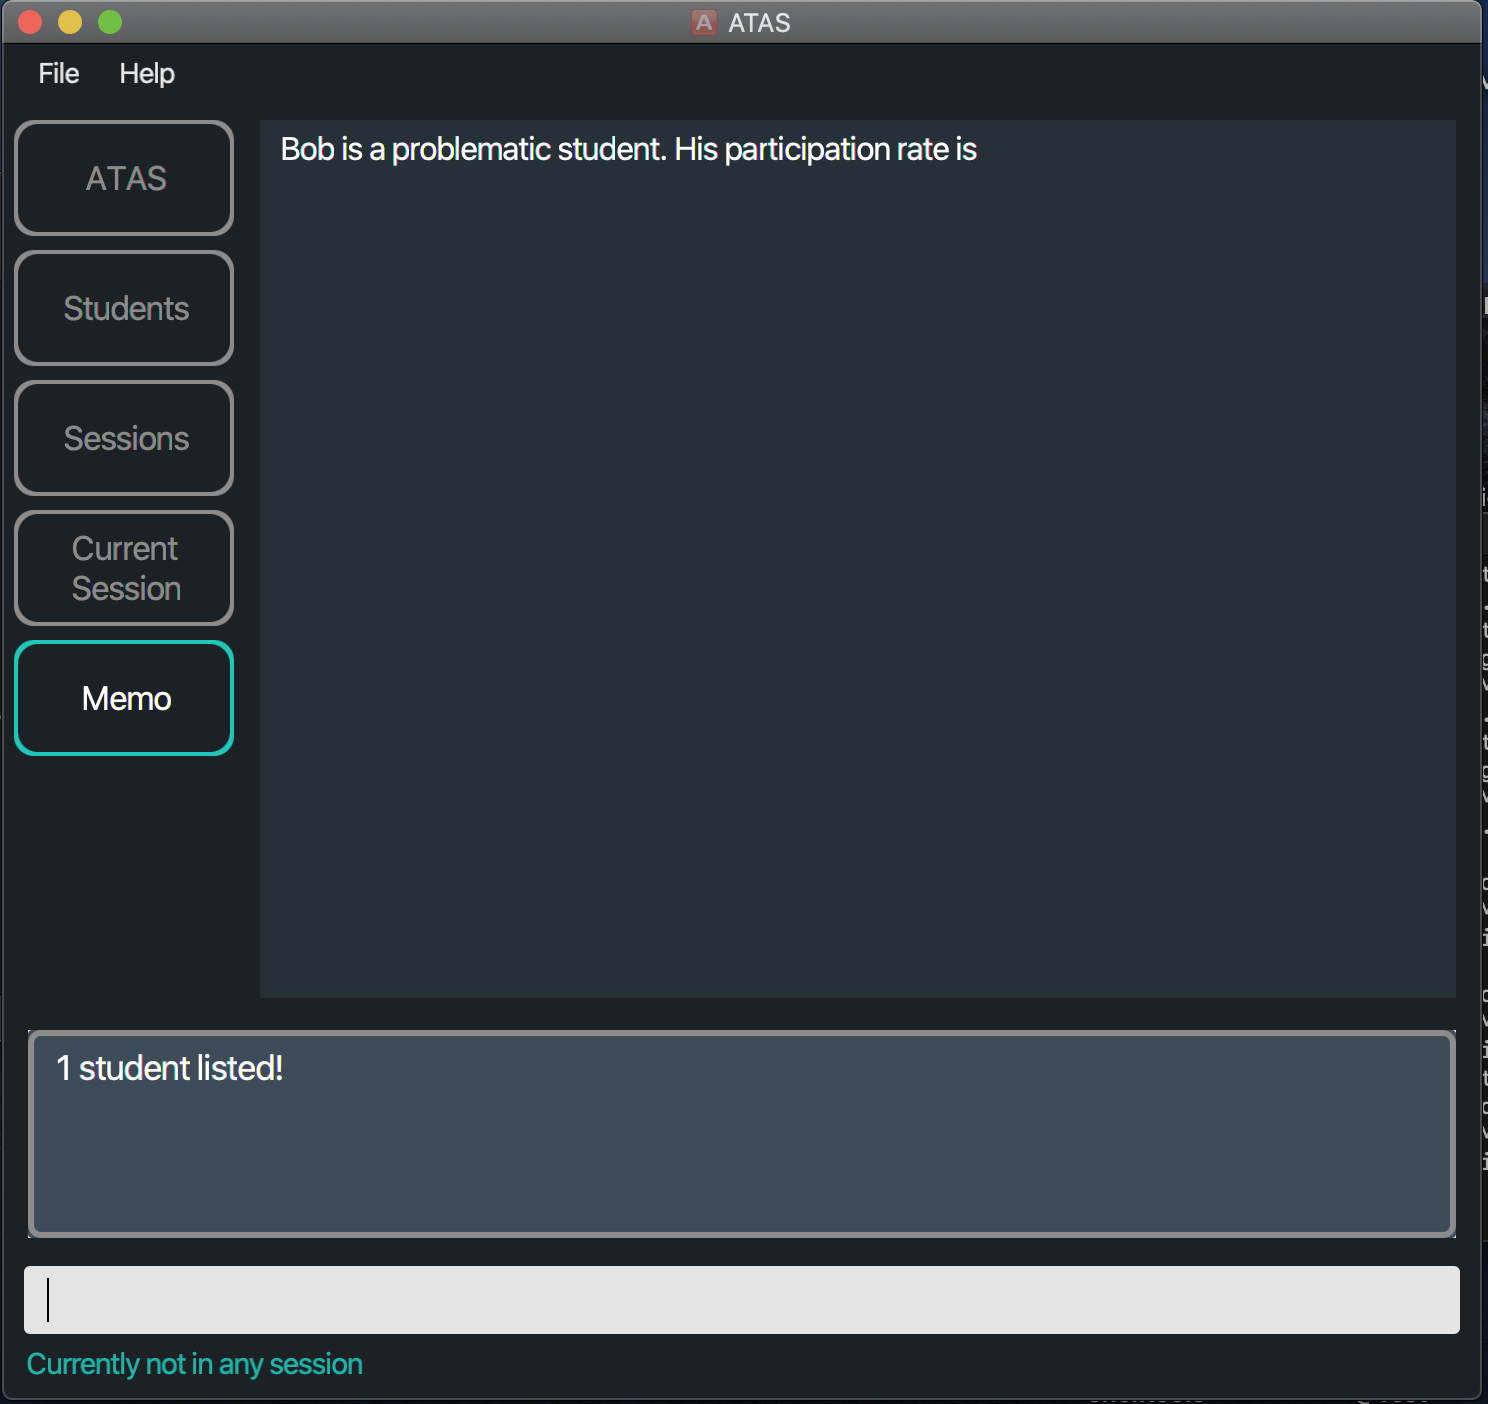 A ATAS
File Help
ATAS
Students
Sessions
Current
Session
Memo
Bob is a problematic student. His participation rate is
1 student listed!
Currently not in any session